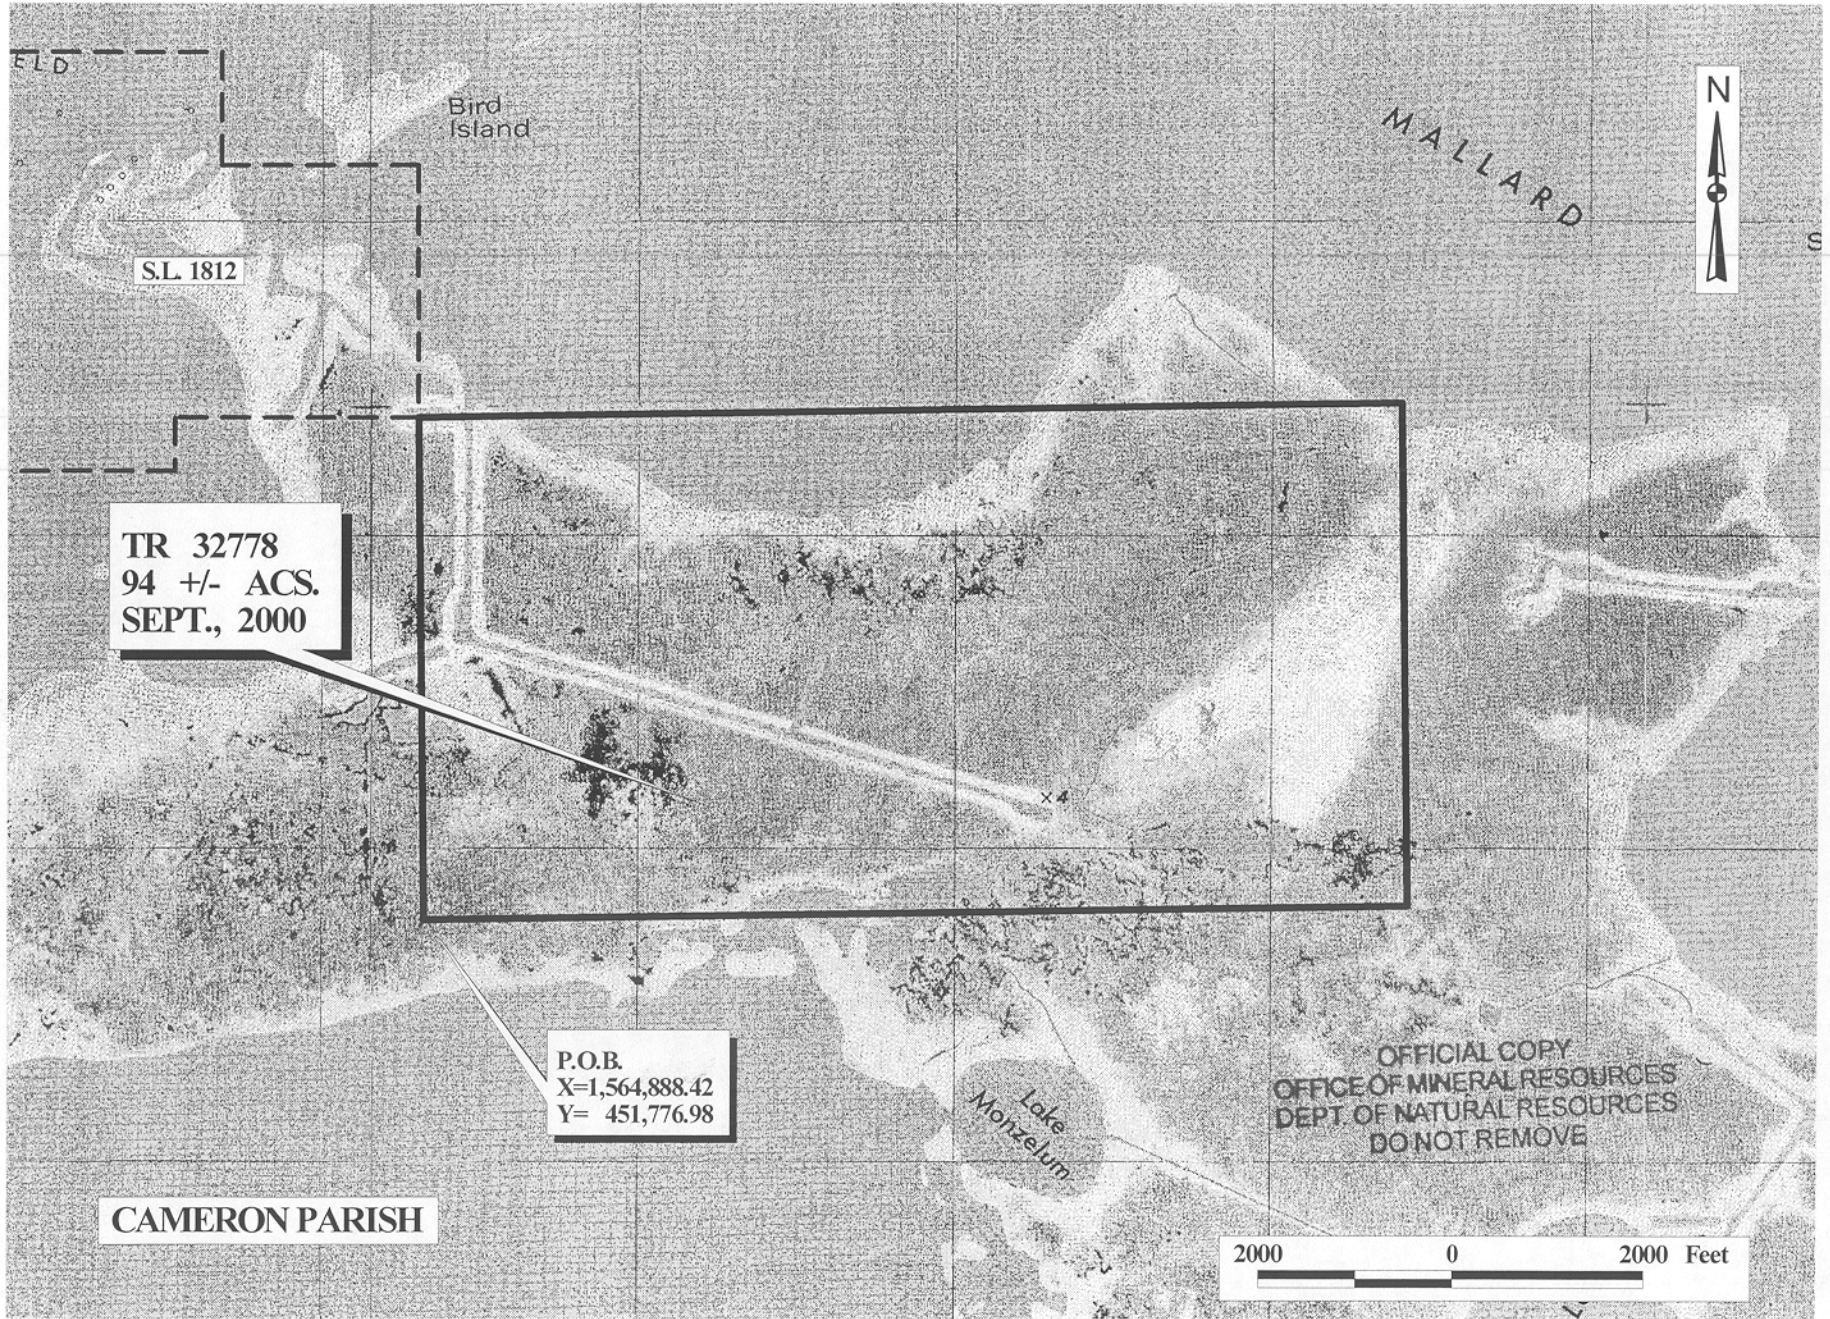 ELD
Bird
Island
MALLARD
N
S
S.L. 1812
TR 32778
94 +/- ACS.
SEPT., 2000
x 4
P.O.B.
X=1,564,888.42
Y= 451,776.98
Lake
Monzelum
OFFICIAL COPY
OFFICE OF MINERAL RESOURCES
DEPT. OF NATURAL RESOURCES
DO NOT REMOVE
CAMERON PARISH
2000 0 2000 Feet